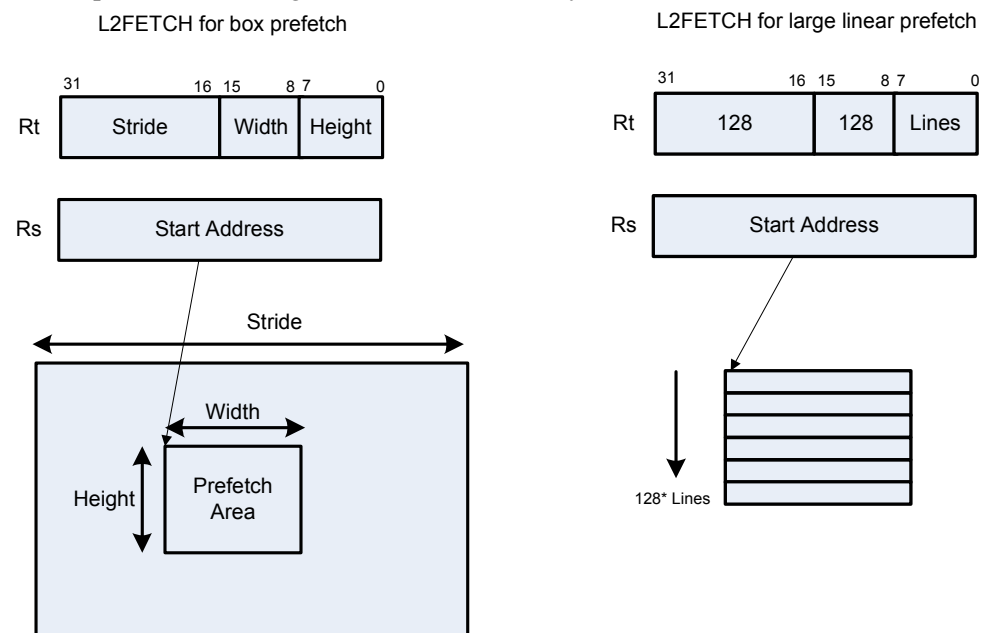 L2FETCH for box prefetch
31 16 15 8 7 0
Rt Stride Width Height
Rs Start Address
Stride
Width
Height
Prefetch
Area
L2FETCH for large linear prefetch
31 16 15 8 7 0
Rt 128 128 Lines
Rs Start Address
128* Lines